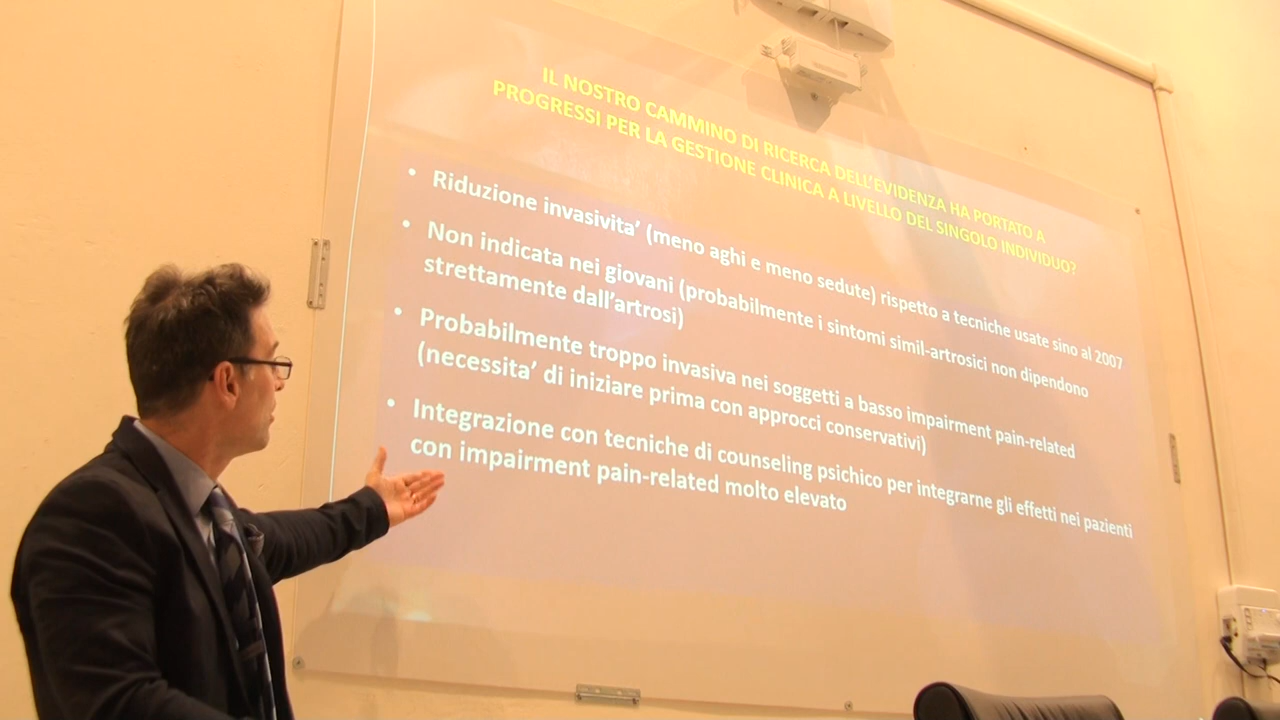 IL NOSTRO CAMMINO DI RICERCA DELL'EVIDENZA HA PORTATO A
PROGRESSI PER LA GESTIONE CLINICA A LIVELLO DEL SINGOLO INDIVIDUO?
• Riduzione invasivita' (meno aghi e meno sedute) rispetto a tecniche usate sino al 2007
• Non indicata nei giovani (probabilmente i sintomi simil-artrosici non dipendono
strettamente dall'artrosi)
• Probabilmente troppo invasiva nei soggetti a basso impairment pain-related
(necessita' di iniziare prima con approcci conservativi)
• Integrazione con tecniche di counseling psichico per integrarne gli effetti nei pazienti
con impairment pain-related molto elevato